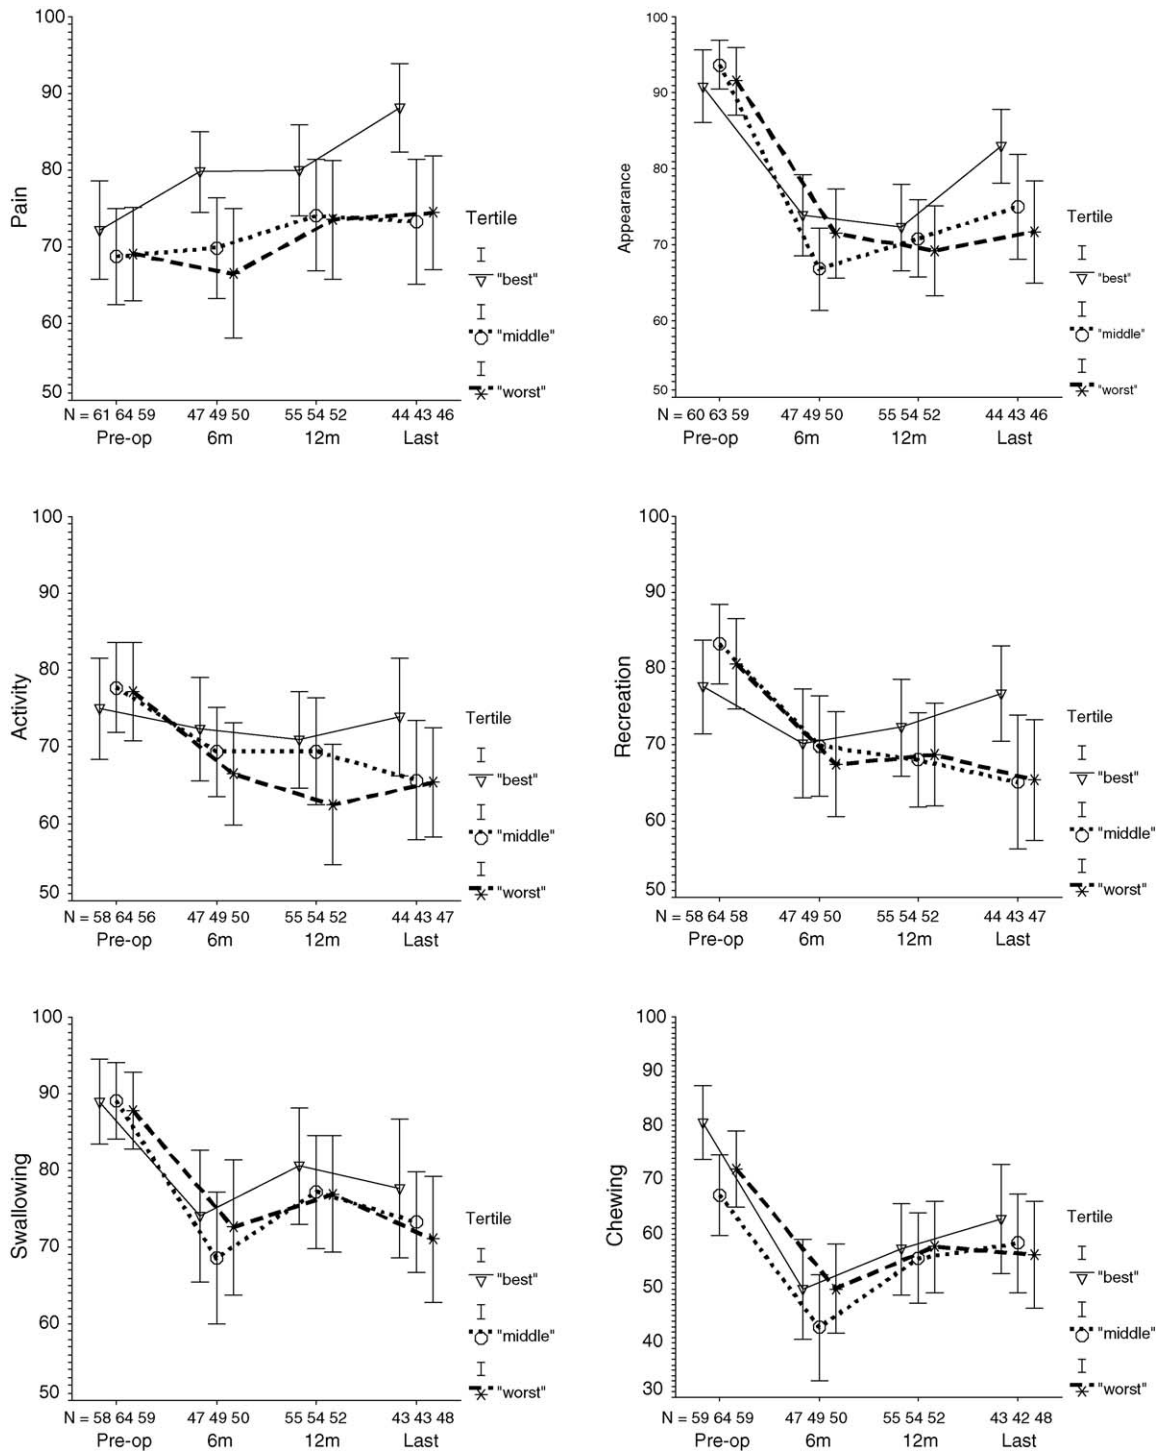 Pain
100
90
80
70
60
50
Tertile
"best"
"middle"
"worst"
N = 61 64 59 47 49 50 55 54 52 44 43 46
Pre-op 6m 12m Last
Appearance
100
90
80
70
60
50
Tertile
"best"
"middle"
"worst"
N = 60 63 59 47 49 50 55 54 52 44 43 46
Pre-op 6m 12m Last
Activity
100
90
80
70
60
50
Tertile
"best"
"middle"
"worst"
N = 58 64 56 47 49 50 55 54 52 44 43 47
Pre-op 6m 12m Last
Recreation
100
90
80
70
60
50
Tertile
"best"
"middle"
"worst"
N = 58 64 58 47 49 50 55 54 52 44 43 47
Pre-op 6m 12m Last
Swallowing
100
90
80
70
60
50
Tertile
"best"
"middle"
"worst"
N = 58 64 59 47 49 50 55 54 52 43 43 48
Pre-op 6m 12m Last
Chewing
100
90
80
70
60
50
40
30
Tertile
"best"
"middle"
"worst"
N = 59 64 59 47 49 50 55 54 52 43 42 48
Pre-op 6m 12m Last